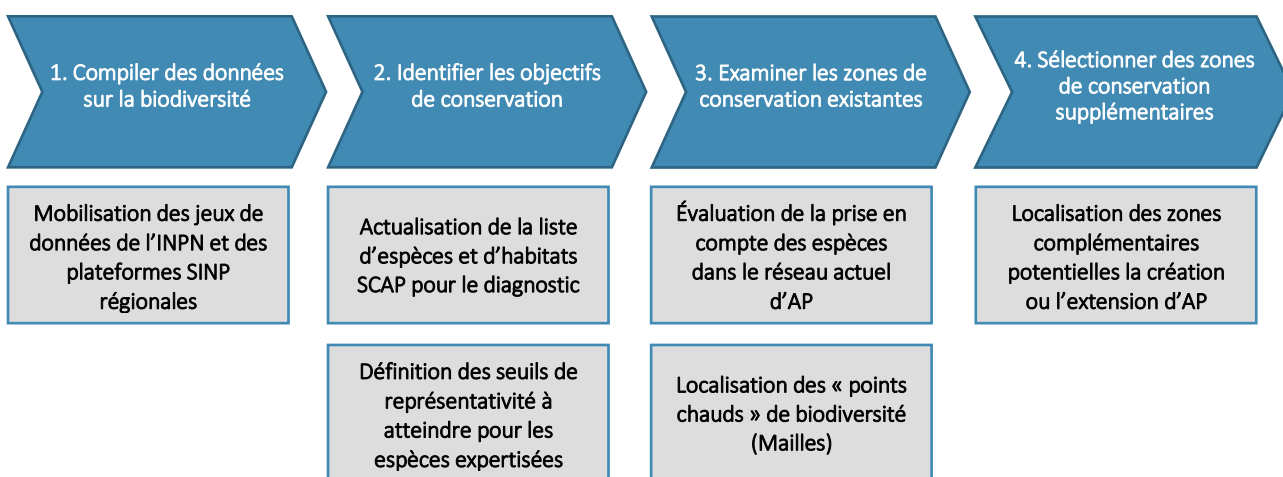 1. Compiler des données
sur la biodiversité
2. Identifier les objectifs
de conservation
3. Examiner les zones de
conservation existantes
4. Sélectionner des zones
de conservation
supplémentaires
Mobilisation des jeux de
données de l’INPN et des
plateformes SINP
régionales
Actualisation de la liste
d’espèces et d’habitats
SCAP pour le diagnostic
Évaluation de la prise en
compte des espèces
dans le réseau actuel
d’AP
Localisation des zones
complémentaires
potentielles la création
ou l’extension d’AP
Définition des seuils de
représentativité à
atteindre pour les
espèces expertisées
Localisation des « points
chauds » de biodiversité
(Mailles)